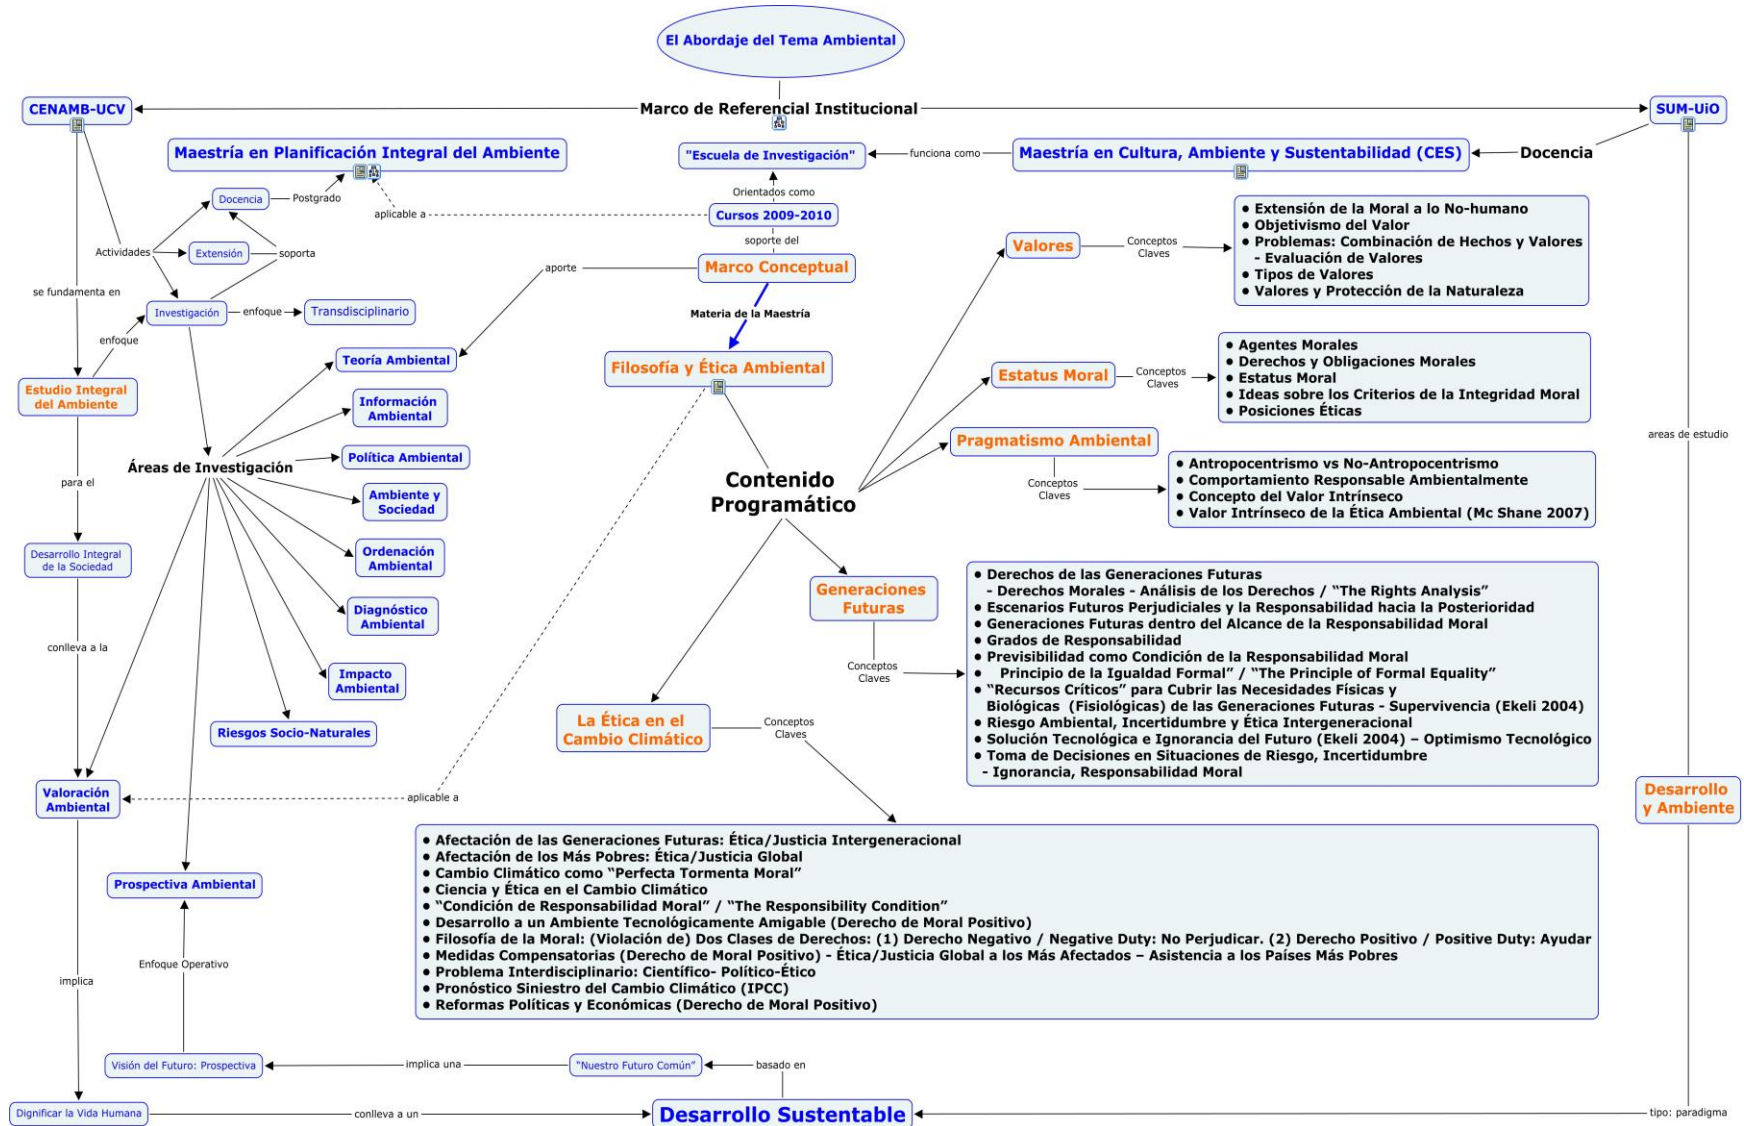 El Abordaje del Tema Ambiental
CENAMB-UCV
Marco de Referencial Institucional
SUM-UiO
Maestría en Planificación Integral del Ambiente
"Escuela de Investigación"
funciona como
Maestría en Cultura, Ambiente y Sustentabilidad (CES)
Docencia
Docencia
Postgrado
Orientados como
aplicable a
Cursos 2009-2010
Actividades
Extensión
soporta
soporte del
aporte
Marco Conceptual
Valores
Conceptos
Claves
● Extensión de la Moral a lo No-humano
● Objetivismo del Valor
● Problemas: Combinación de Hechos y Valores
- Evaluación de Valores
● Tipos de Valores
● Valores y Protección de la Naturaleza
se fundamenta en
Investigación
enfoque
Transdisciplinario
enfoque
Materia de la Maestría
Teoría Ambiental
Filosofía y Ética Ambiental
Estatus Moral
Conceptos
Claves
● Agentes Morales
● Derechos y Obligaciones Morales
● Estatus Moral
● Ideas sobre los Criterios de la Integridad Moral
● Posiciones Éticas
Estudio Integral
del Ambiente
Información
Ambiental
Pragmatismo Ambiental
areas de estudio
Áreas de Investigación
Política Ambiental
Contenido
Programático
Conceptos
Claves
● Antropocentrismo vs No-Antropocentrismo
● Comportamiento Responsable Ambientalmente
● Concepto del Valor Intrínseco
● Valor Intrínseco de la Ética Ambiental (Mc Shane 2007)
para el
Ambiente y
Sociedad
Desarrollo Integral
de la Sociedad
Ordenación
Ambiental
Diagnóstico
Ambiental
Generaciones
Futuras
Conceptos
Claves
● Derechos de las Generaciones Futuras
- Derechos Morales - Análisis de los Derechos / “The Rights Analysis”
● Escenarios Futuros Perjudiciales y la Responsabilidad hacia la Posterioridad
● Generaciones Futuras dentro del Alcance de la Responsabilidad Moral
● Grados de Responsabilidad
● Previsibilidad como Condición de la Responsabilidad Moral
● Principio de la Igualdad Formal” / “The Principle of Formal Equality”
● “Recursos Críticos” para Cubrir las Necesidades Físicas y
Biológicas (Fisiológicas) de las Generaciones Futuras - Supervivencia (Ekeli 2004)
● Riesgo Ambiental, Incertidumbre y Ética Intergeneracional
● Solución Tecnológica e Ignorancia del Futuro (Ekeli 2004) – Optimismo Tecnológico
● Toma de Decisiones en Situaciones de Riesgo, Incertidumbre
- Ignorancia, Responsabilidad Moral
conlleva a la
Impacto
Ambiental
Riesgos Socio-Naturales
La Ética en el
Cambio Climático
Conceptos
Claves
Valoración
Ambiental
aplicable a
Desarrollo
y Ambiente
● Afectación de las Generaciones Futuras: Ética/Justicia Intergeneracional
● Afectación de los Más Pobres: Ética/Justicia Global
● Cambio Climático como “Perfecta Tormenta Moral”
● Ciencia y Ética en el Cambio Climático
● “Condición de Responsabilidad Moral” / “The Responsibility Condition”
● Desarrollo a un Ambiente Tecnológicamente Amigable (Derecho de Moral Positivo)
● Filosofía de la Moral: (Violación de) Dos Clases de Derechos: (1) Derecho Negativo / Negative Duty: No Perjudicar. (2) Derecho Positivo / Positive Duty: Ayudar
● Medidas Compensatorias (Derecho de Moral Positivo) - Ética/Justicia Global a los Más Afectados – Asistencia a los Países Más Pobres
● Problema Interdisciplinario: Científico- Político-Ético
● Pronóstico Siniestro del Cambio Climático (IPCC)
● Reformas Políticas y Económicas (Derecho de Moral Positivo)
Prospectiva Ambiental
Enfoque Operativo
implica
Visión del Futuro: Prospectiva
implica una
“Nuestro Futuro Común”
basado en
Dignificar la Vida Humana
conlleva a un
Desarrollo Sustentable
tipo: paradigma